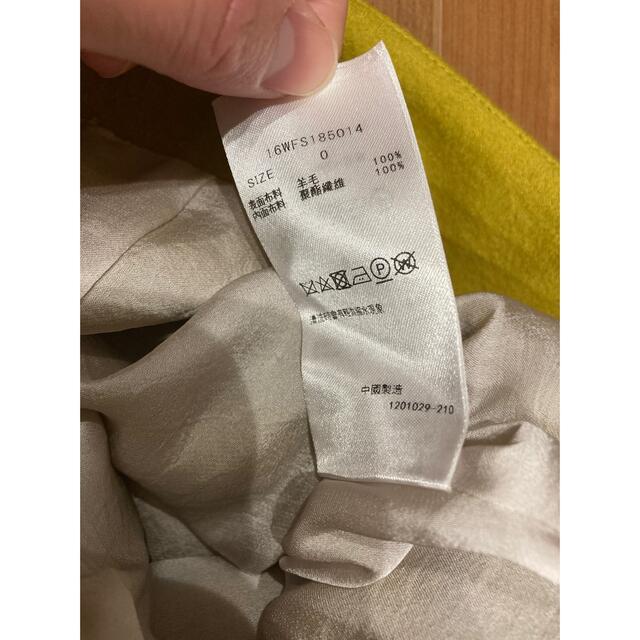 16WFS185014
SIZE 0
表面布料 羊毛 100%
內面布料 聚酯纖維 100%
P W
中國製造
1201029-210